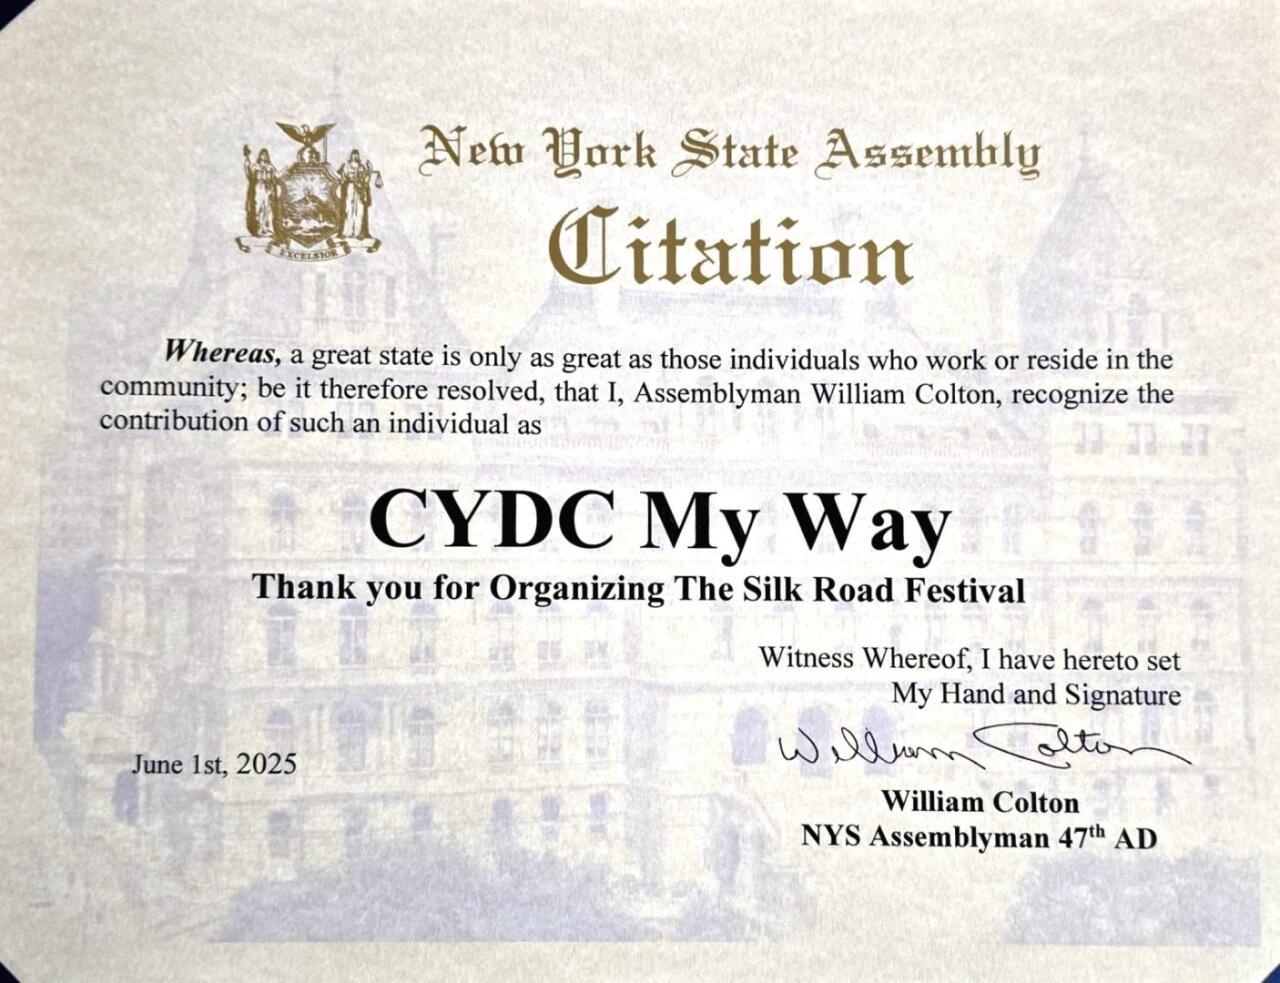 New York State Assembly
Citation
EXCELSIOR
Whereas, a great state is only as great as those individuals who work or reside in the
community; be it therefore resolved, that I, Assemblyman William Colton, recognize the
contribution of such an individual as
CYDC My Way
Thank you for Organizing The Silk Road Festival
Witness Whereof, I have hereto set
My Hand and Signature
William Colton
June 1st, 2025
William Colton
NYS Assemblyman 47th AD